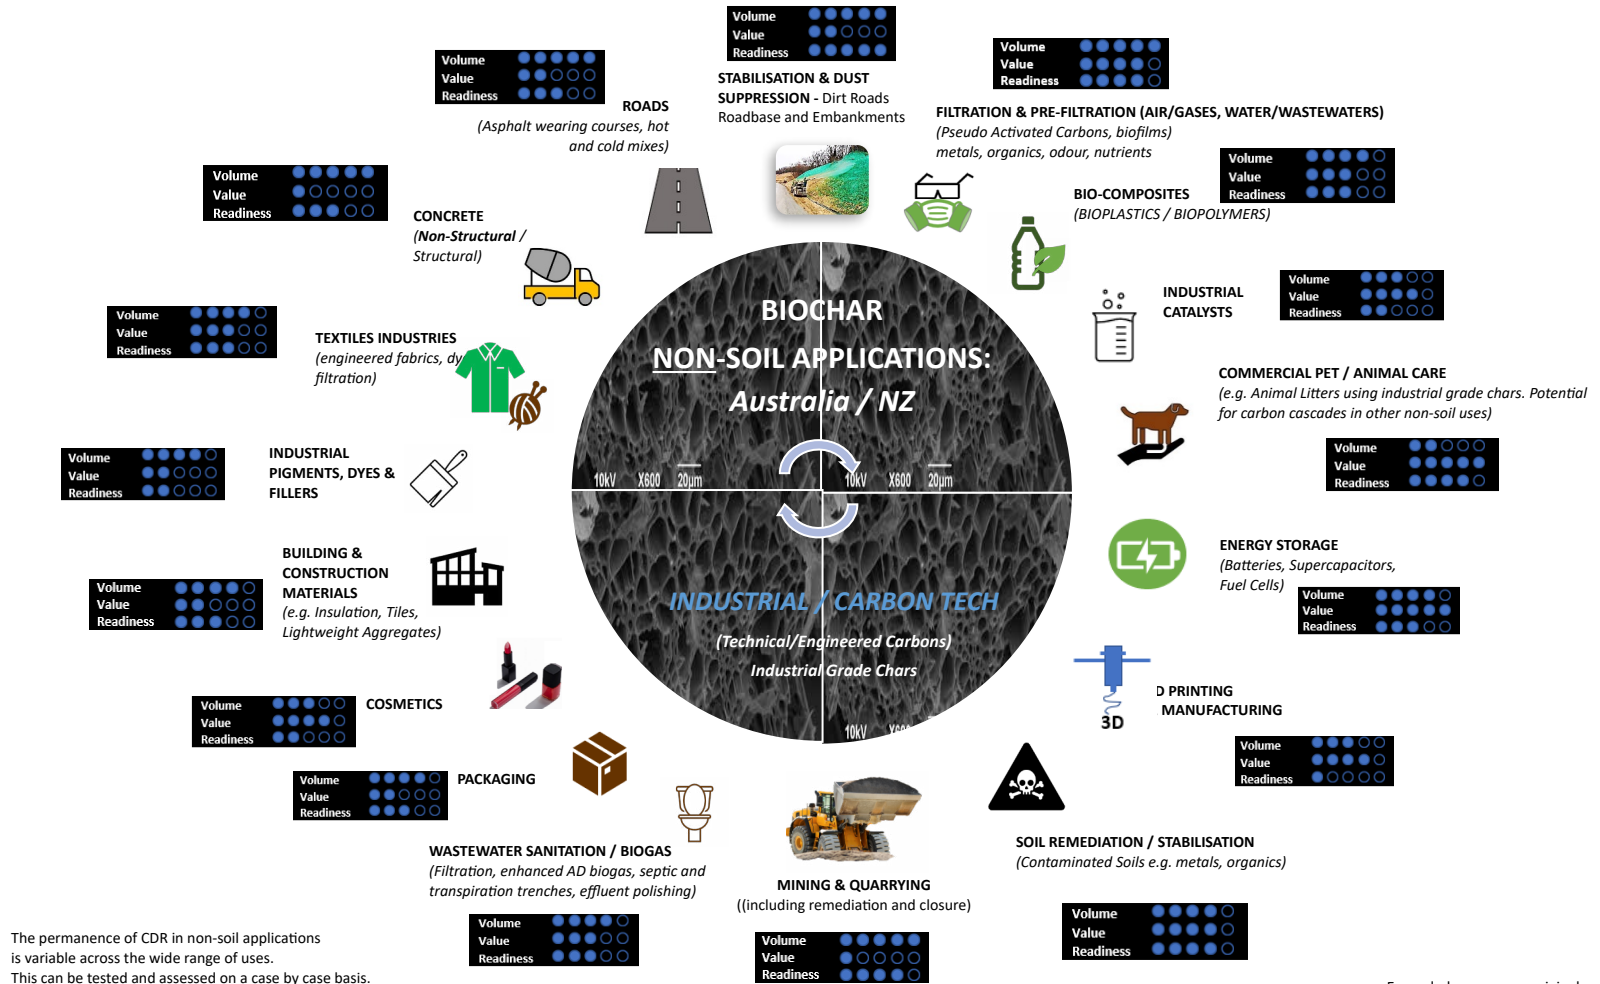 Volume
Value
Readiness
STABILISATION & DUST
SUPPRESSION - Dirt Roads
Roadbase and Embankments
Volume
Value
Readiness
FILTRATION & PRE-FILTRATION (AIR/GASES, WATER/WASTEWATERS)
(Pseudo Activated Carbons, biofilms)
metals, organics, odour, nutrients
Volume
Value
Readiness
ROADS
(Asphalt wearing courses, hot
and cold mixes)
Volume
Value
Readiness
BIO-COMPOSITES
(BIOPLASTICS / BIOPOLYMERS)
Volume
Value
Readiness
CONCRETE
(Non-Structural /
Structural)
Volume
Value
Readiness
INDUSTRIAL
CATALYSTS
Volume
Value
Readiness
TEXTILES INDUSTRIES
(engineered fabrics, dy
filtration)
COMMERCIAL PET / ANIMAL CARE
(e.g. Animal Litters using industrial grade chars. Potential
for carbon cascades in other non-soil uses)
Volume
Value
Readiness
BIOCHAR
NON-SOIL APPLICATIONS:
Australia / NZ
10kV X600 20µm
10kV X600 20µm
INDUSTRIAL / CARBON TECH
(Technical/Engineered Carbons)
Industrial Grade Chars
10kV X600
Volume
Value
Readiness
INDUSTRIAL
PIGMENTS, DYES &
FILLERS
ENERGY STORAGE
(Batteries, Supercapacitors,
Fuel Cells)
Volume
Value
Readiness
Volume
Value
Readiness
BUILDING &
CONSTRUCTION
MATERIALS
(e.g. Insulation, Tiles,
Lightweight Aggregates)
3D
D PRINTING
MANUFACTURING
Volume
Value
Readiness
Volume
Value
Readiness
COSMETICS
Volume
Value
Readiness
PACKAGING
WASTEWATER SANITATION / BIOGAS
(Filtration, enhanced AD biogas, septic and
transpiration trenches, effluent polishing)
Volume
Value
Readiness
MINING & QUARRYING
((including remediation and closure)
Volume
Value
Readiness
SOIL REMEDIATION / STABILISATION
(Contaminated Soils e.g. metals, organics)
Volume
Value
Readiness
The permanence of CDR in non-soil applications
is variable across the wide range of uses.
This can be tested and assessed on a case by case basis.